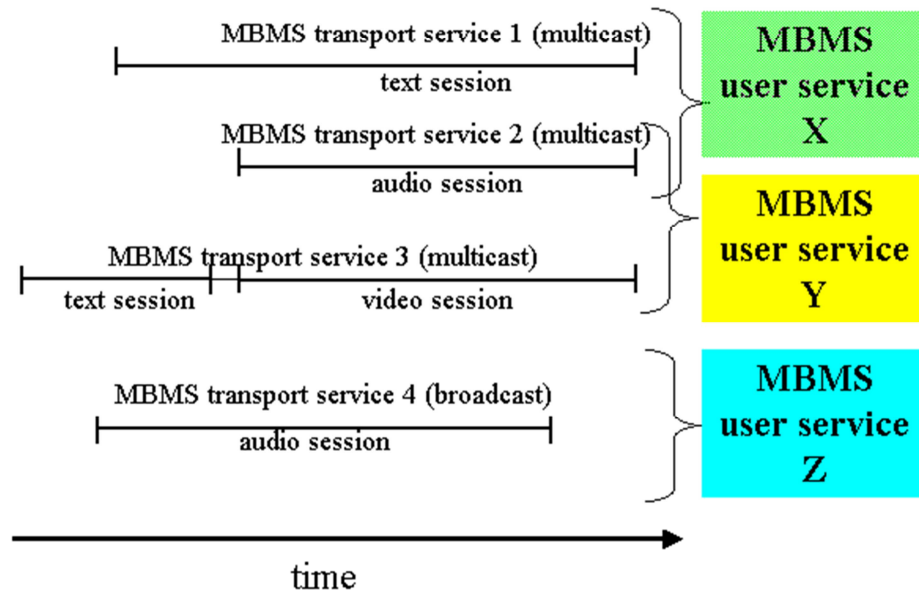 MBMS transport service 1 (multicast)
text session
MBMS transport service 2 (multicast)
audio session
MBMS transport service 3 (multicast)
text session
video session
MBMS transport service 4 (broadcast)
audio session
time
MBMS
user service
X
MBMS
user service
Y
MBMS
user service
Z